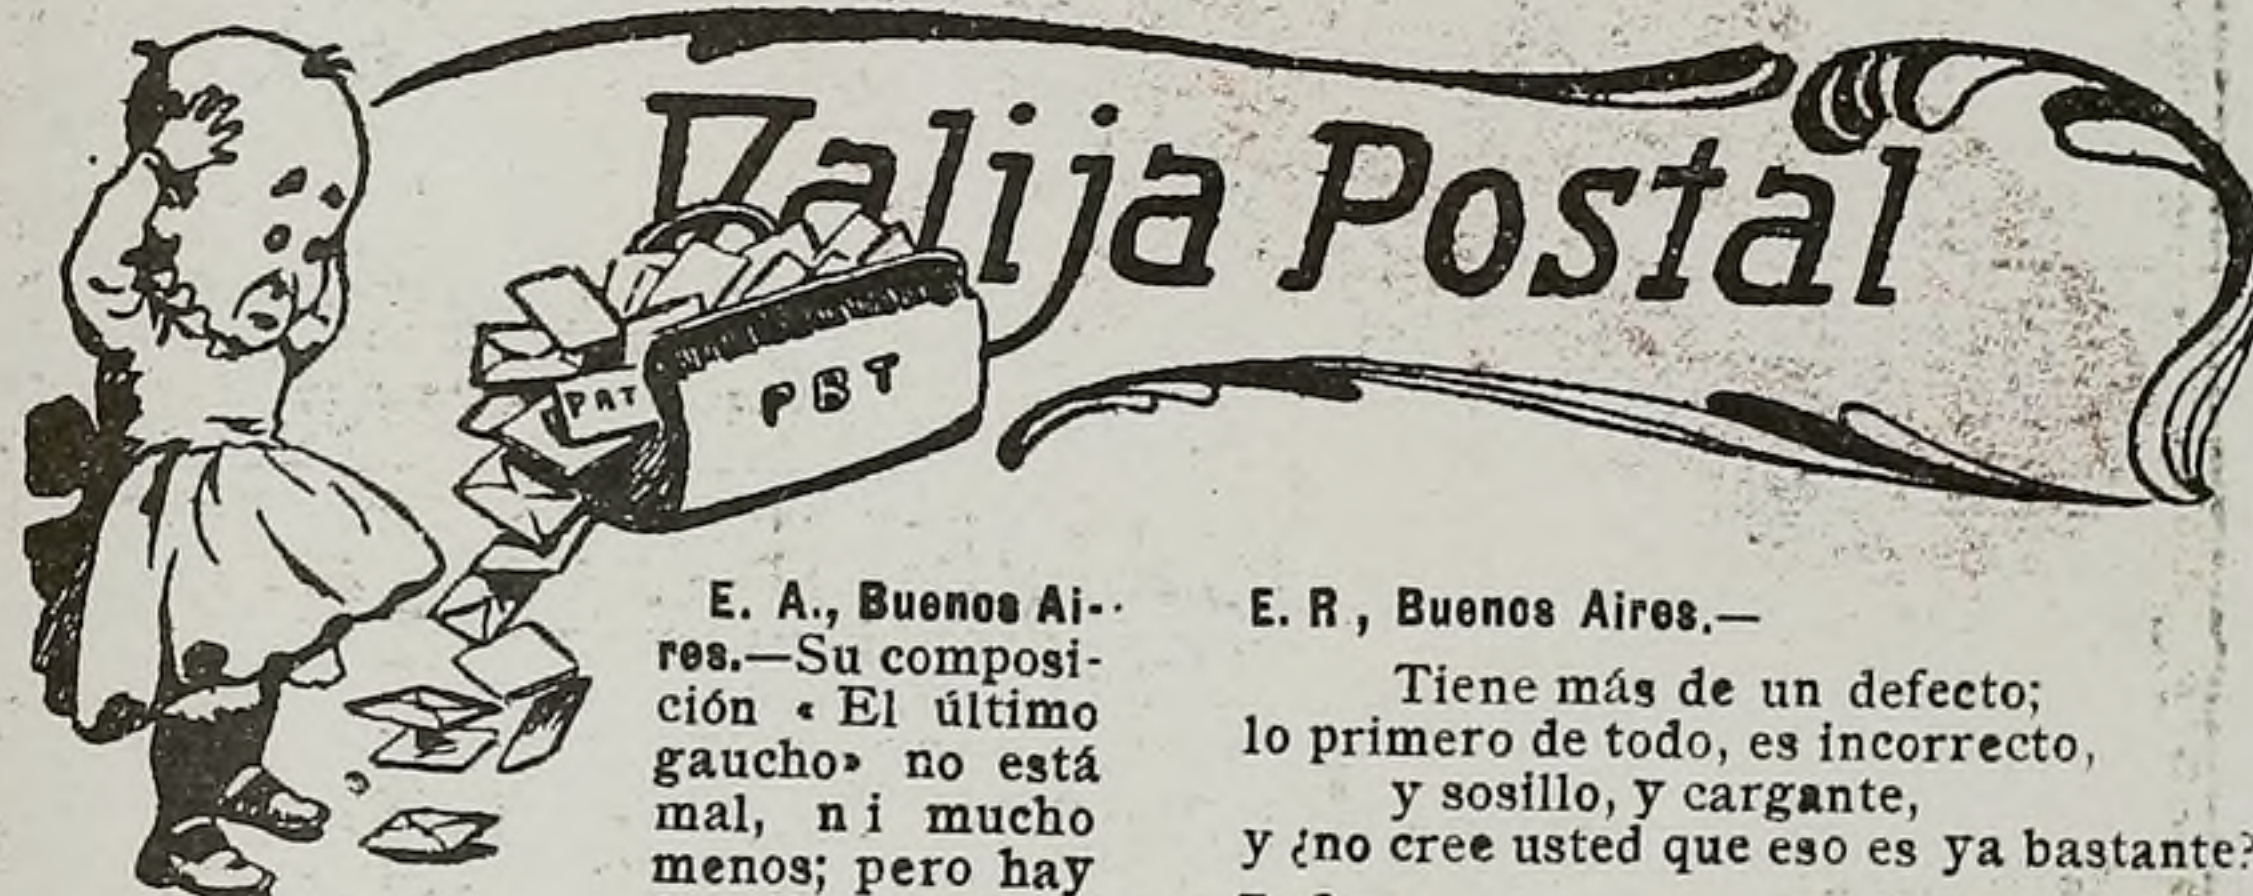 Valija Postal
PBT
PAT
E. A., Buenos Ai-
res.—Su composi-
ción « El último
gaucho» no está
mal, ni mucho
menos; pero hay
E. R , Buenos Aires.—
Tiene más de un defecto;
lo primero de todo, es incorrecto,
y sosillo, y cargante,
y ¿no cree usted que eso es ya bastante?